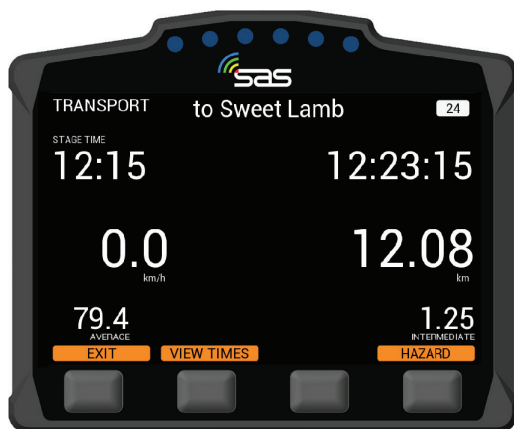 sas
TRANSPORT
to Sweet Lamb
24
STAGE TIME
12:15
12:23:15
0.0
km/h
12.08
km
79.4
AVERAGE
1.25
INTERMEDIATE
EXIT
VIEW TIMES
HAZARD